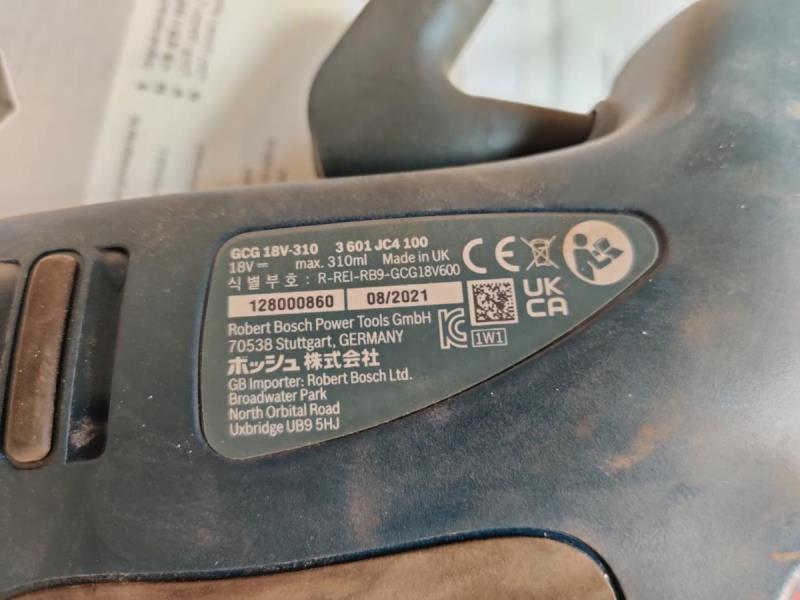 GCG 18V-310 3 601 JC4 100
18V max. 310ml Made in UK
식별부호 : R-REI-RB9-GCG18V600
128000860 08/2021
Robert Bosch Power Tools GmbH
70538 Stuttgart, GERMANY
ボッシュ 株式会社
GB Importer: Robert Bosch Ltd.
Broadwater Park
North Orbital Road
Uxbridge UB9 5HJ
CE
UK
CA
1W1